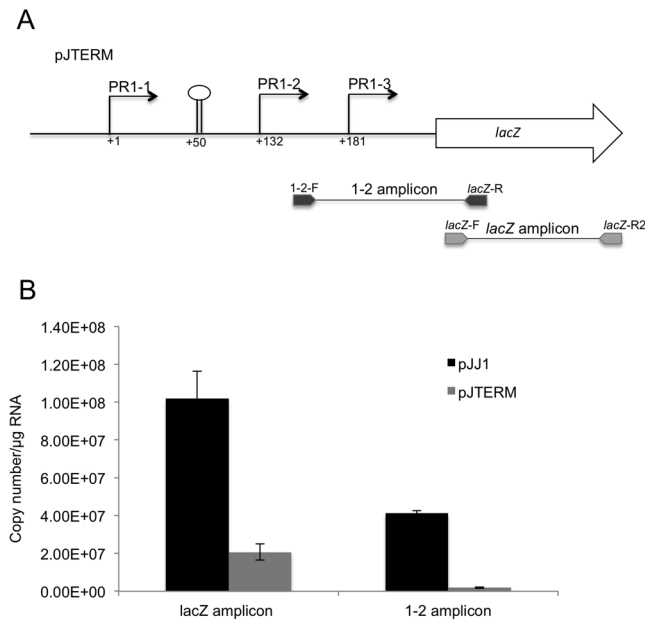 A
pJTERM
PR1-1
PR1-2
PR1-3
lacZ
+1
+50
+132
+181
1-2-F
1-2 amplicon
lacZ-R
lacZ-F
lacZ amplicon
lacZ-R2
B
1.40E+08
1.20E+08
1.00E+08
8.00E+07
6.00E+07
4.00E+07
2.00E+07
0.00E+00
Copy number/µg RNA
pJJ1
pJTERM
lacZ amplicon
1-2 amplicon